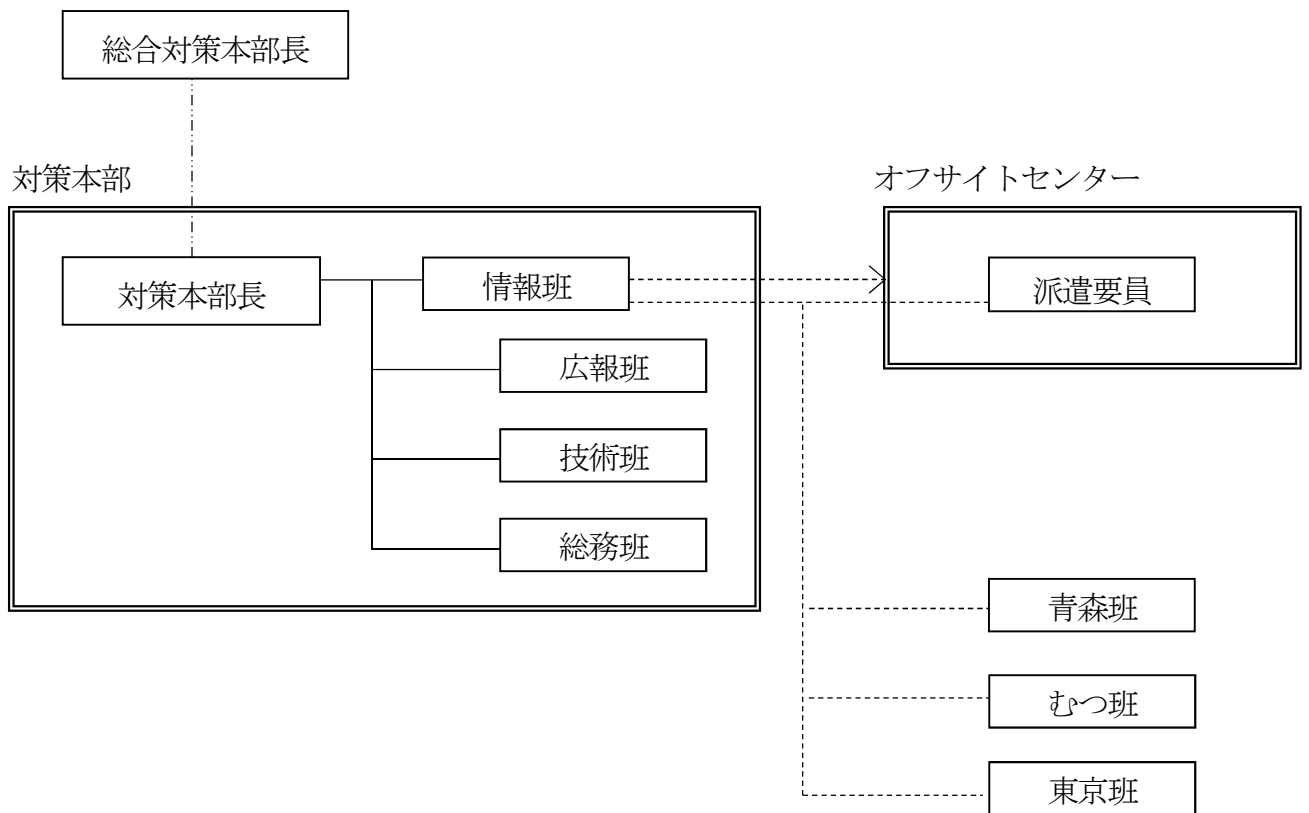 総合対策本部長
対策本部
オフサイトセンター
対策本部長
情報班
派遣要員
広報班
技術班
総務班
青森班
むつ班
東京班